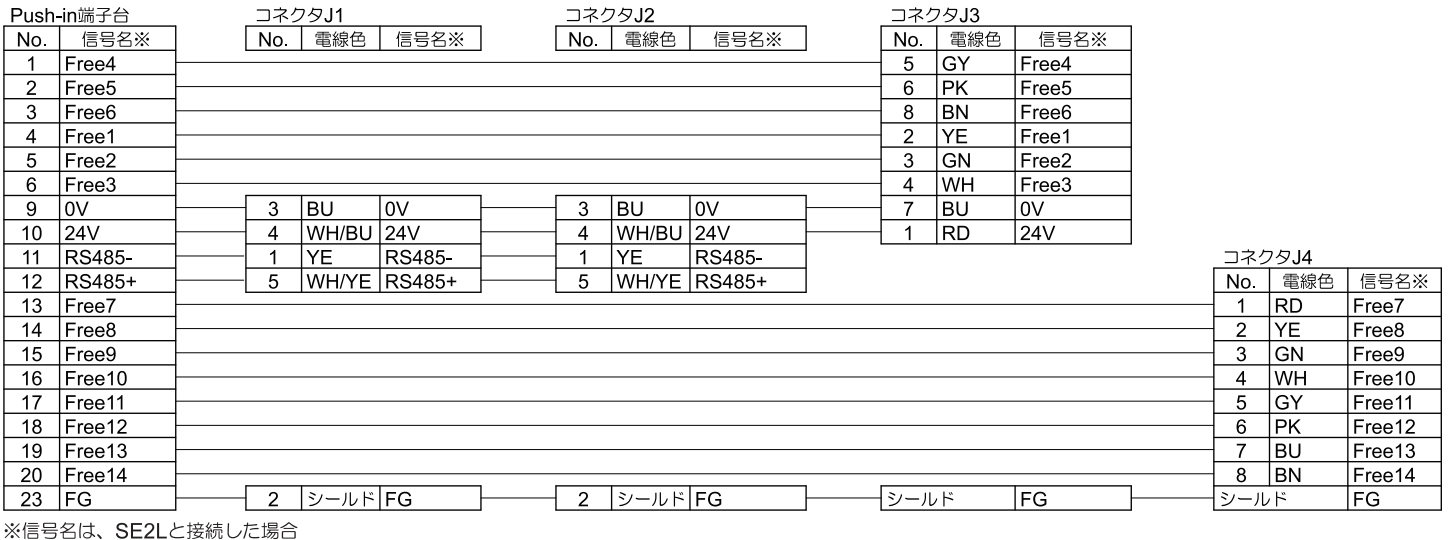 Push-in端子台 コネクタJ1 コネクタJ2 コネクタJ3
No. 信号名※ No. 電線色 信号名※ No. 電線色 信号名※ No. 電線色 信号名※
1 Free4 5 GY Free4
2 Free5 6 PK Free5
3 Free6 8 BN Free6
4 Free1 2 YE Free1
5 Free2 3 GN Free2
6 Free3 4 WH Free3
9 0V 3 BU 0V 3 BU 0V 7 BU 0V
10 24V 4 WH/BU 24V 4 WH/BU 24V 1 RD 24V
11 RS485- 1 YE RS485- 1 YE RS485- コネクタJ4
12 RS485+ 5 WH/YE RS485+ 5 WH/YE RS485+ No. 電線色 信号名※
13 Free7 1 RD Free7
14 Free8 2 YE Free8
15 Free9 3 GN Free9
16 Free10 4 WH Free10
17 Free11 5 GY Free11
18 Free12 6 PK Free12
19 Free13 7 BU Free13
20 Free14 8 BN Free14
23 FG 2 シールド FG 2 シールド FG シールド FG シールド FG
※信号名は、SE2Lと接続した場合